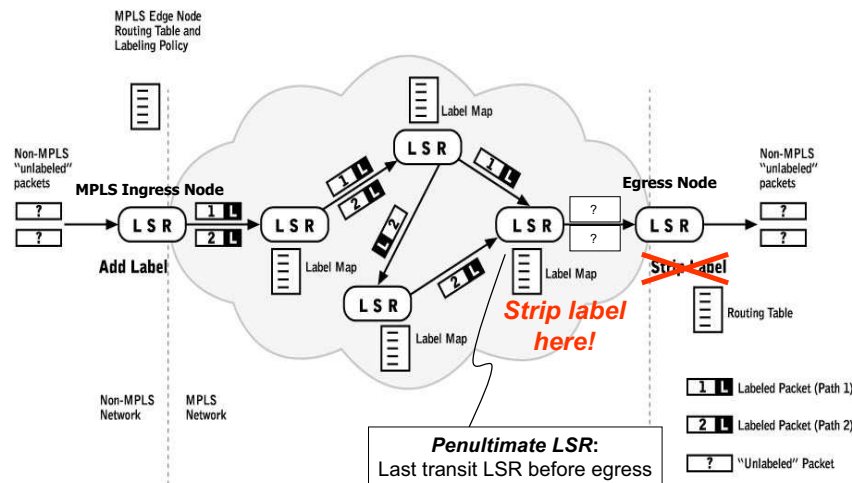 MPLS Edge Node
Routing Table and
Labeling Policy
Label Map
Non-MPLS
"unlabeled"
packets
?
?
MPLS Ingress Node
LSR
Add Label
1 L
2 L
LSR
Label Map
1 L
2 L
LSR
1 L
L 2
LSR
Label Map
2 L
LSR
Label Map
Strip label
here!
?
?
Egress Node
LSR
Strip Label
Routing Table
Non-MPLS
"unlabeled"
packets
?
?
Non-MPLS
Network
MPLS
Network
Penultimate LSR:
Last transit LSR before egress
1 L Labeled Packet (Path 1)
2 L Labeled Packet (Path 2)
? "Unlabeled" Packet